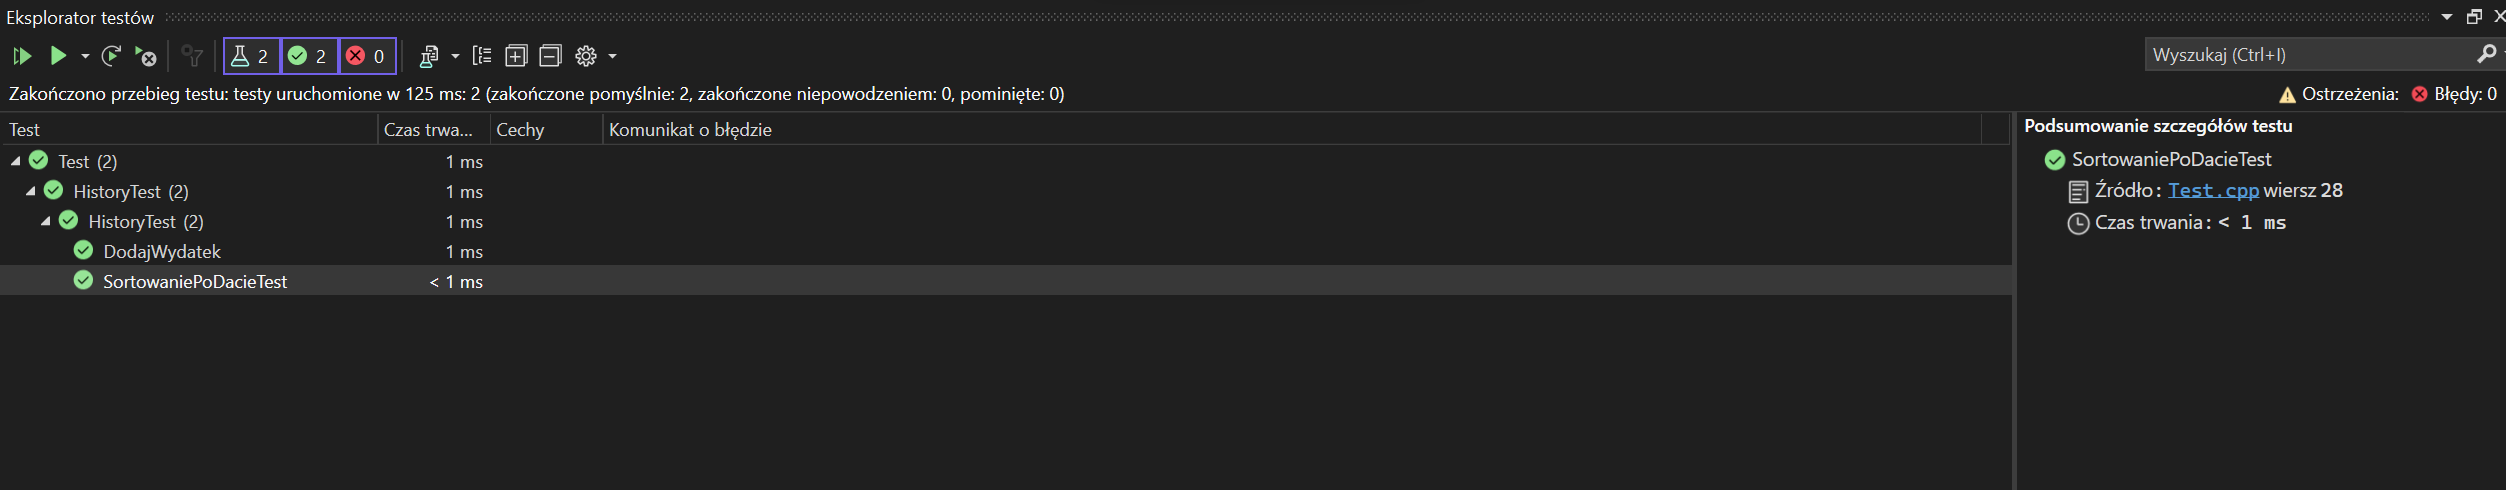 Eksplorator testów
2 2 0
Wyszukaj (Ctrl+I)
Zakończono przebieg testu: testy uruchomione w 125 ms: 2 (zakończone pomyślnie: 2, zakończone niepowodzeniem: 0, pominięte: 0)
Ostrzeżenia: Błędy: 0
Test Czas trwa... Cechy Komunikat o błędzie
Test (2) 1 ms
HistoryTest (2) 1 ms
HistoryTest (2) 1 ms
DodajWydatek 1 ms
SortowaniePoDacieTest < 1 ms
Podsumowanie szczegółów testu
SortowaniePoDacieTest
Źródło: Test.cpp wiersz 28
Czas trwania: < 1 ms